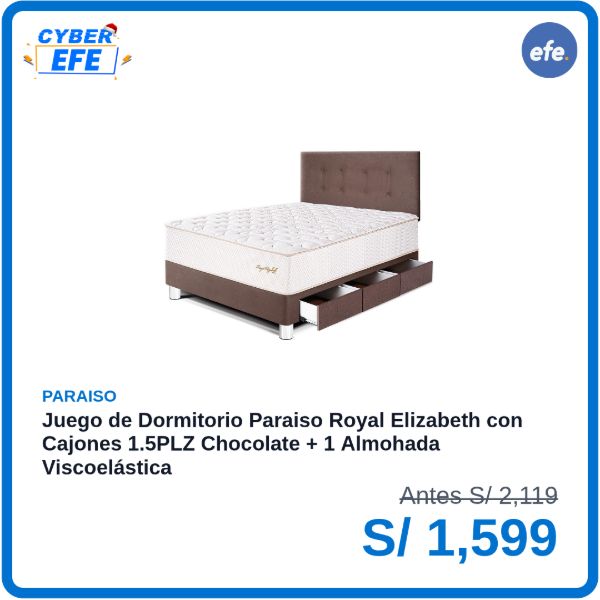 CYBER
EFE
efe.
PARAISO
Juego de Dormitorio Paraiso Royal Elizabeth con
Cajones 1.5PLZ Chocolate + 1 Almohada
Viscoelástica
Antes S/ 2,119
S/ 1,599